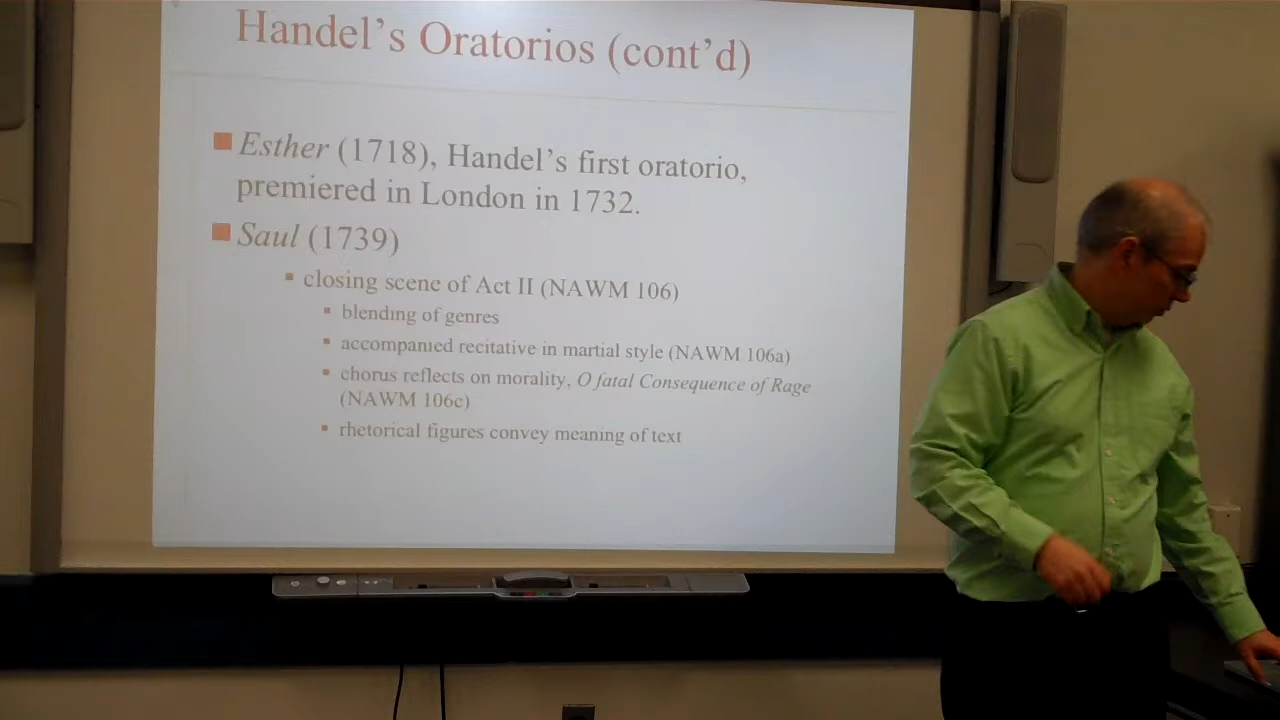 Handel's Oratorios (cont'd)
Esther (1718), Handel's first oratorio,
premiered in London in 1732.
Saul (1739)
closing scene of Act II (NAWM 106)
blending of genres
accompanied recitative in martial style (NAWM 106a)
chorus reflects on morality, O fatal Consequence of Rage
(NAWM 106c)
rhetorical figures convey meaning of text